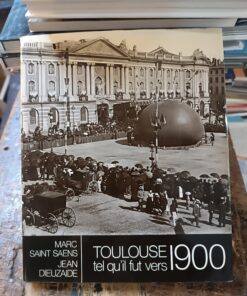 MARC
SAINT SAENS
JEAN
DIEUZAIDE
TOULOUSE
tel qu'il fut vers 1900